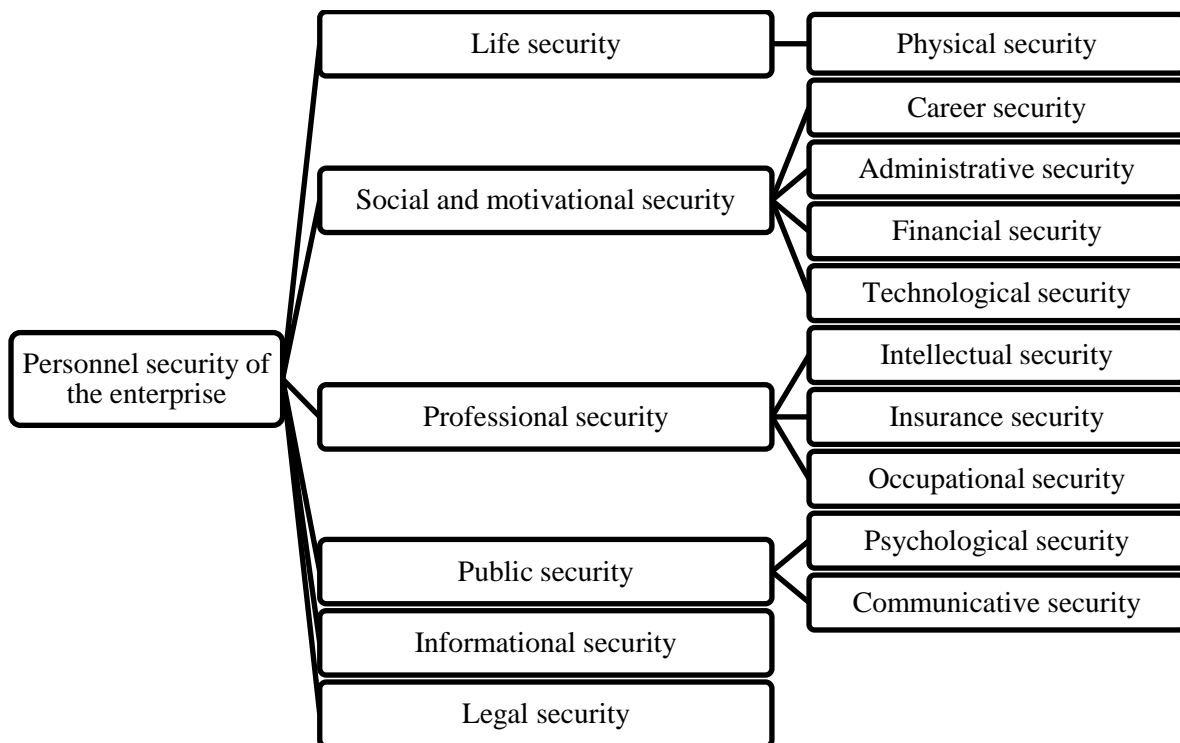 Life security
Physical security
Career security
Administrative security
Social and motivational security
Financial security
Technological security
Personnel security of
the enterprise
Intellectual security
Professional security
Insurance security
Occupational security
Psychological security
Public security
Communicative security
Informational security
Legal security